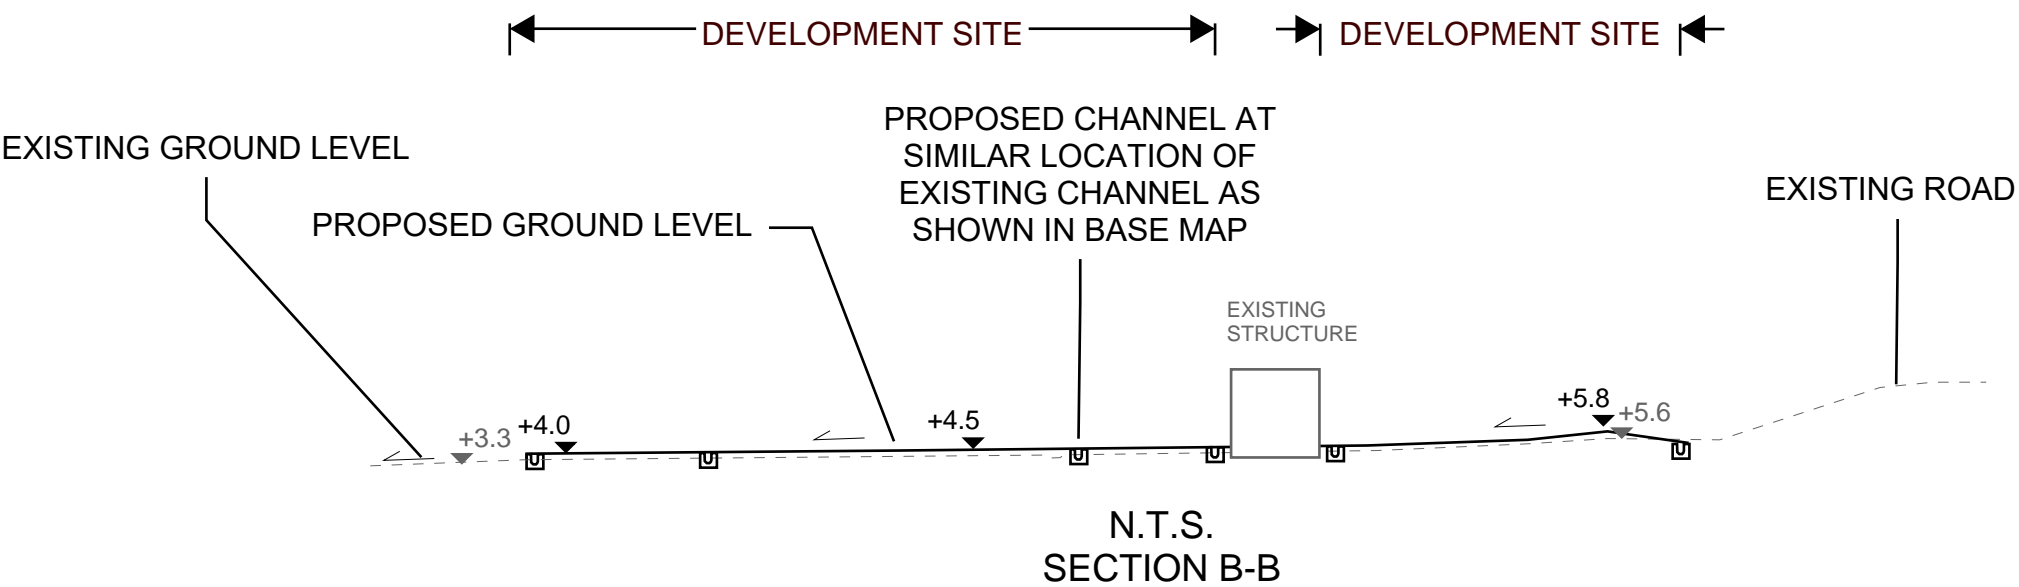 DEVELOPMENT SITE
DEVELOPMENT SITE
EXISTING GROUND LEVEL
PROPOSED GROUND LEVEL
PROPOSED CHANNEL AT
SIMILAR LOCATION OF
EXISTING CHANNEL AS
SHOWN IN BASE MAP
EXISTING ROAD
EXISTING
STRUCTURE
+3.3
+4.0
+4.5
+5.8
+5.6
N.T.S.
SECTION B-B